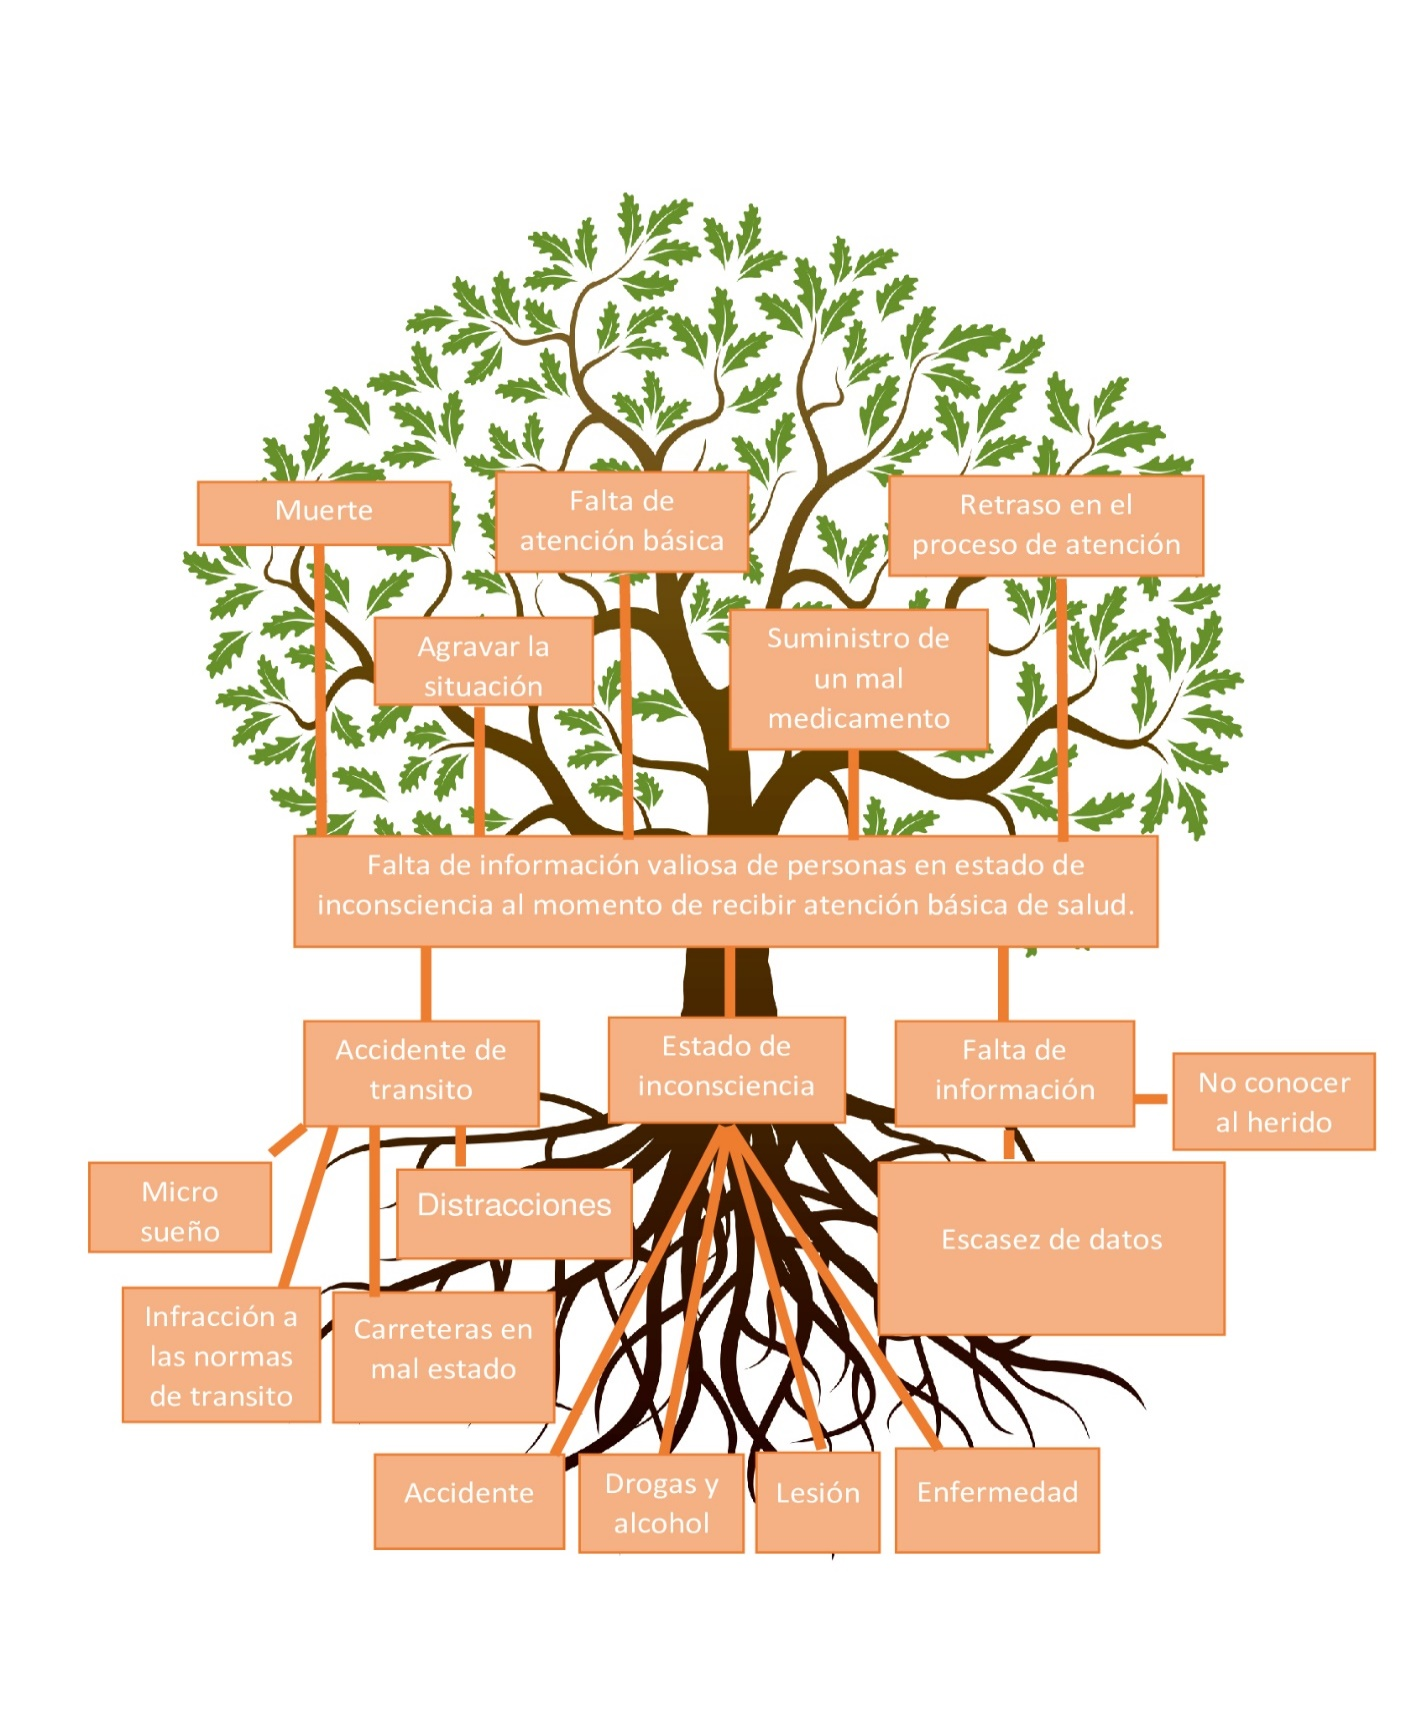 Muerte
Falta de
atención básica
Retraso en el
proceso de atención
Agravar la
situación
Suministro de
un mal
medicamento
Falta de información valiosa de personas en estado de
inconsciencia al momento de recibir atención básica de salud.
Accidente de
transito
Estado de
inconsciencia
Falta de
información
No conocer
al herido
Micro
sueño
Distracciones
Escasez de datos
Infracción a
las normas
de transito
Carreteras en
mal estado
Accidente
Drogas y
alcohol
Lesión
Enfermedad